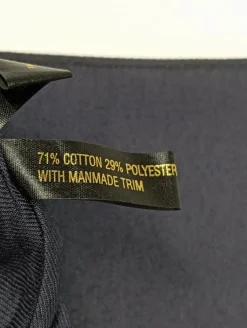 71% COTTON 29% POLYESTER
WITH MANMADE TRIM